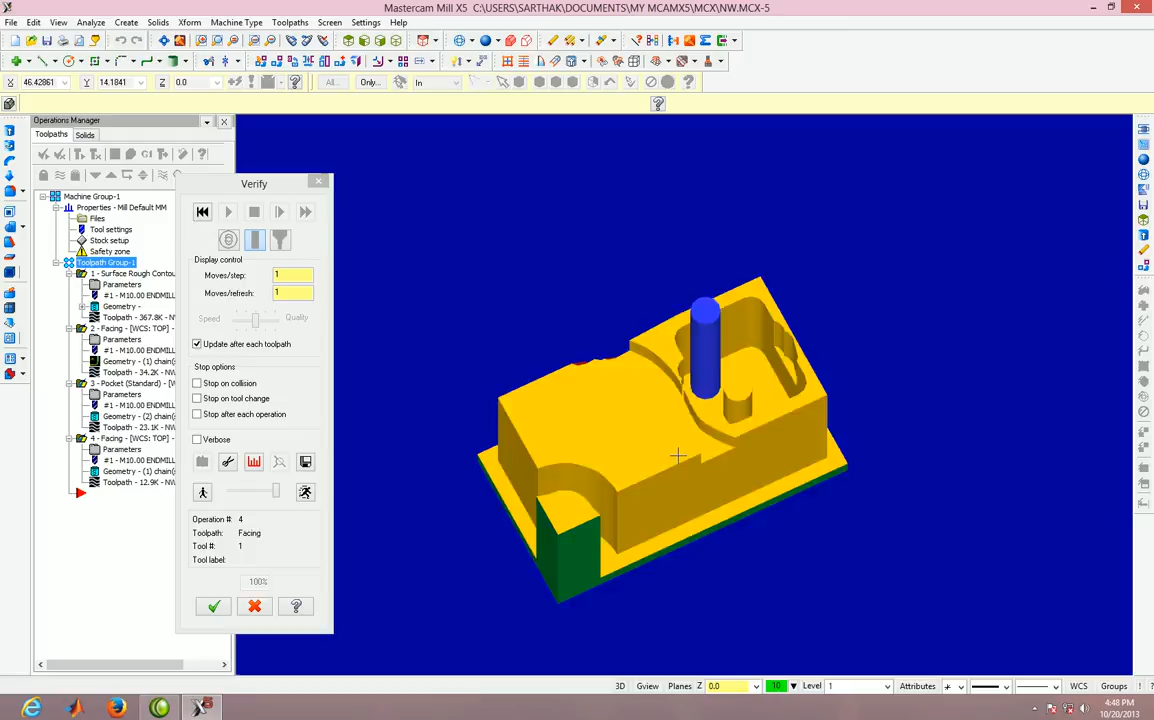 Mastercam Mill X5 C:\USERS\SARTHAK\DOCUMENTS\MY MCAMX5\MCX\NW.MCX-5
File Edit View Analyze Create Solids Xform Machine Type Toolpaths Screen Settings Help
X 46.42861 Y 14.1841 Z 0.0 All... Only... In
Operations Manager
Toolpaths Solids
Machine Group-1
Properties - Mill Default MM
Files
Tool settings
Stock setup
Safety zone
Toolpath Group-1
1 - Surface Rough Contou
Parameters
#1 - M10.00 ENDMILL
Geometry -
Toolpath - 367.8K - NW
2 - Facing - [WCS: TOP] -
Parameters
#1 - M10.00 ENDMILL
Geometry - (1) chain(s
Toolpath - 34.2K - NW
3 - Pocket (Standard) - [W
Parameters
#1 - M10.00 ENDMILL
Geometry - (2) chain(s
Toolpath - 23.1K - NW
4 - Facing - [WCS: TOP] -
Parameters
#1 - M10.00 ENDMILL
Geometry - (1) chain(s
Toolpath - 12.9K - NW
Verify
Display control
Moves/step: 1
Moves/refresh: 1
Speed Quality
Update after each toolpath
Stop options
Stop on collision
Stop on tool change
Stop after each operation
Verbose
Operation #: 4
Toolpath: Facing
Tool #: 1
Tool label:
100%
3D Gview Planes Z 0.0 10 Level 1 Attributes WCS Groups ! ?
4:48 PM
10/20/2013